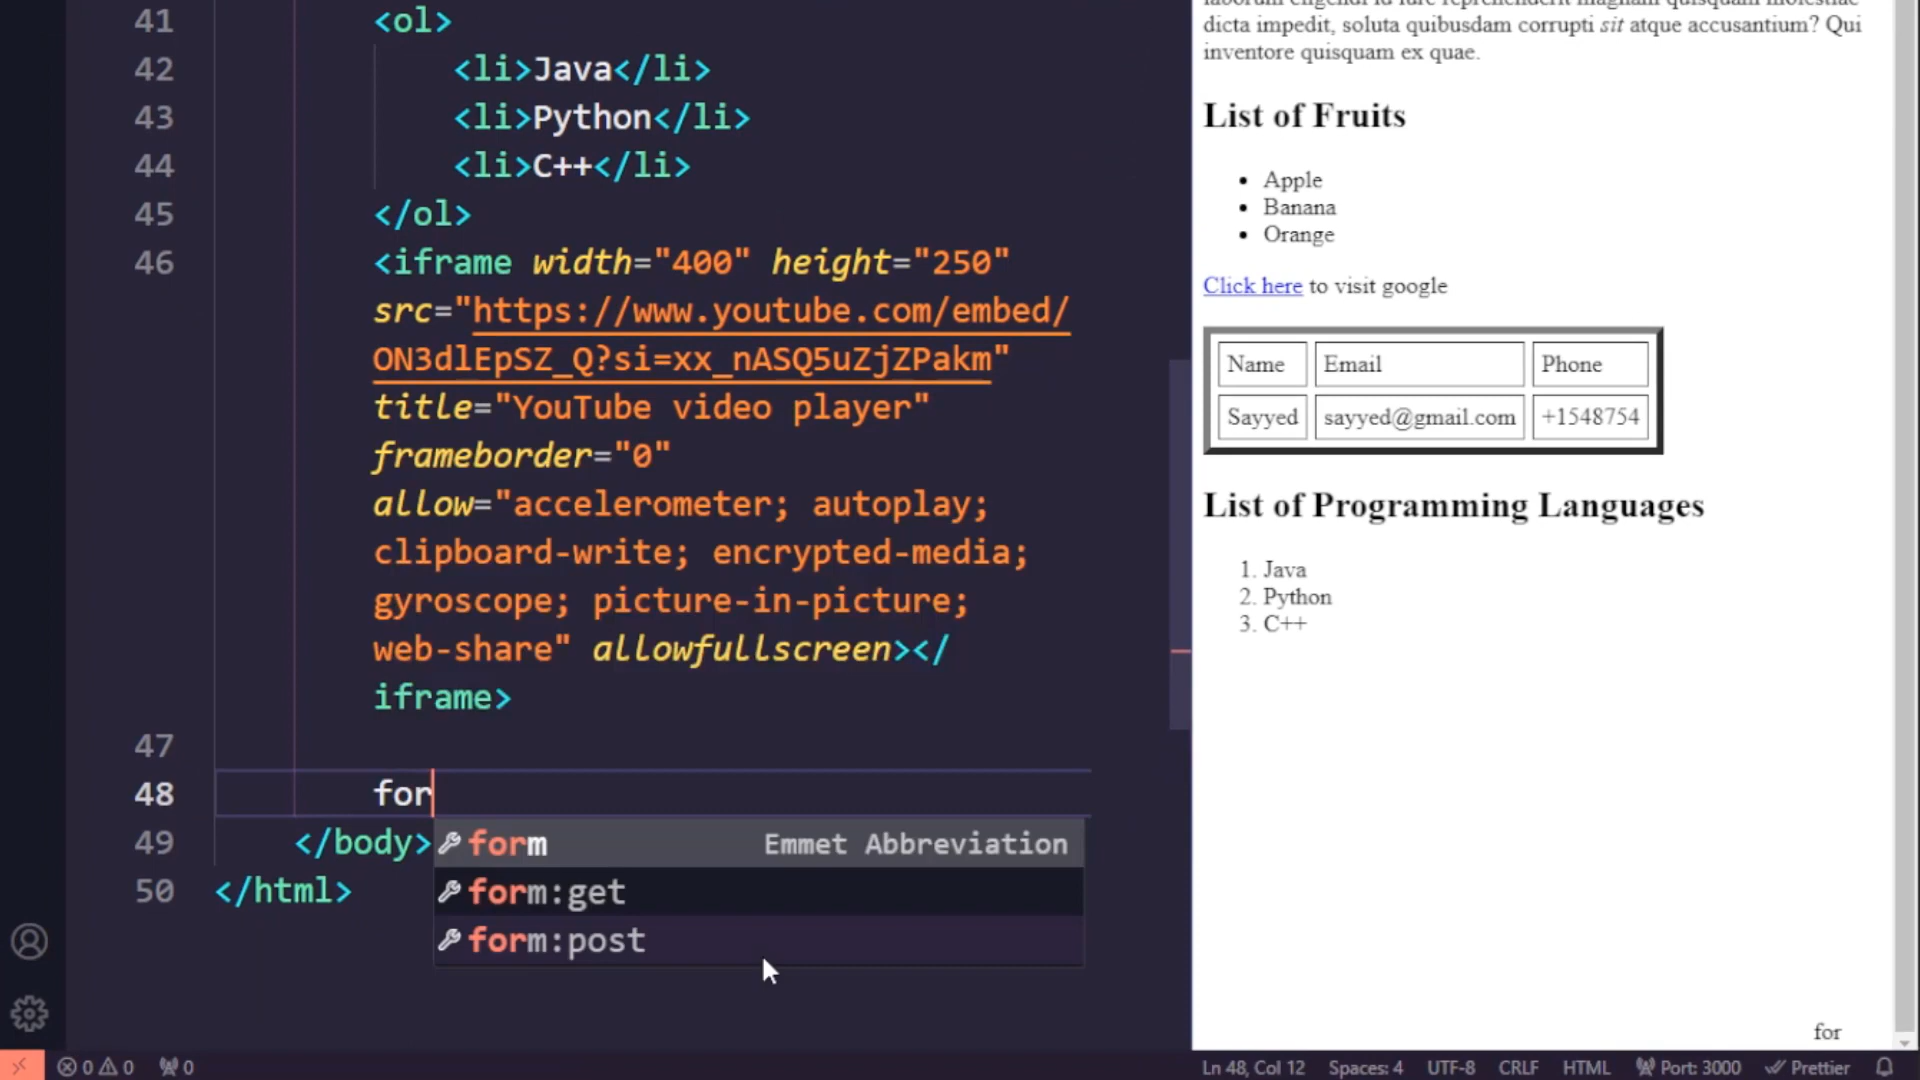 41 <ol>
42 <li>Java</li>
43 <li>Python</li>
44 <li>C++</li>
45 </ol>
46 <iframe width="400" height="250"
src="https://www.youtube.com/embed/
ON3dlEpSZ_Q?si=xx_nASQ5uZjZPakm"
title="YouTube video player"
frameborder="0"
allow="accelerometer; autoplay;
clipboard-write; encrypted-media;
gyroscope; picture-in-picture;
web-share" allowfullscreen></
iframe>
47
48 for
49 </body>
50 </html>
form Emmet Abbreviation
form:get
form:post
dicta impedit, soluta quibusdam corrupti sit atque accusantium? Qui
inventore quisquam ex quae.
List of Fruits
• Apple
• Banana
• Orange
Click here to visit google
Name Email Phone
Sayyed sayyed@gmail.com +1548754
List of Programming Languages
1. Java
2. Python
3. C++
for
0 0 0 Ln 48, Col 12 Spaces: 4 UTF-8 CRLF HTML Port: 3000 Prettier